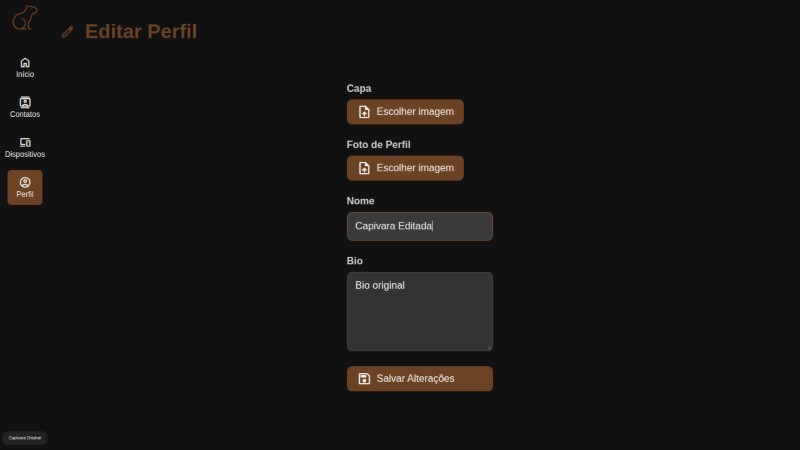 Editar Perfil
Início
Contatos
Dispositivos
Perfil
Capa
Escolher imagem
Foto de Perfil
Escolher imagem
Nome
Capivara Editada
Bio
Bio original
Salvar Alterações
Capivara Original